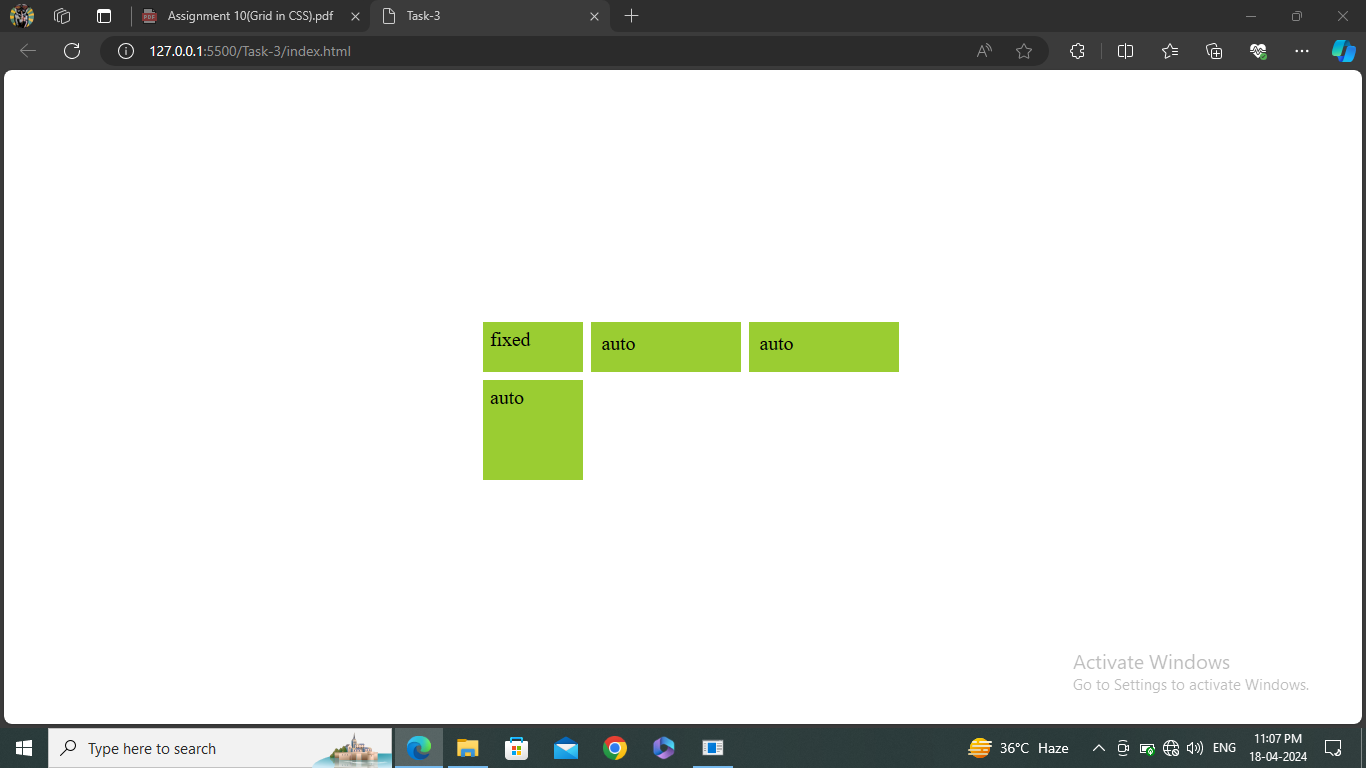 Assignment 10(Grid in CSS).pdf
Task-3
127.0.0.1:5500/Task-3/index.html
fixed
auto
auto
auto
Activate Windows
Go to Settings to activate Windows.
Type here to search
36°C Haze
ENG
11:07 PM
18-04-2024